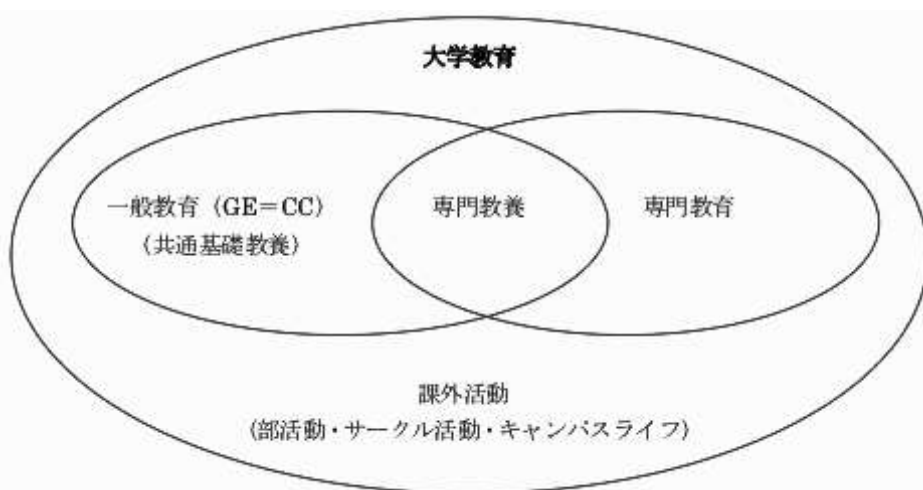 大学教育
一般教育（GE＝CC）
（共通基礎教養）
専門教養
専門教育
課外活動
(部活動・サークル活動・キャンパスライフ)